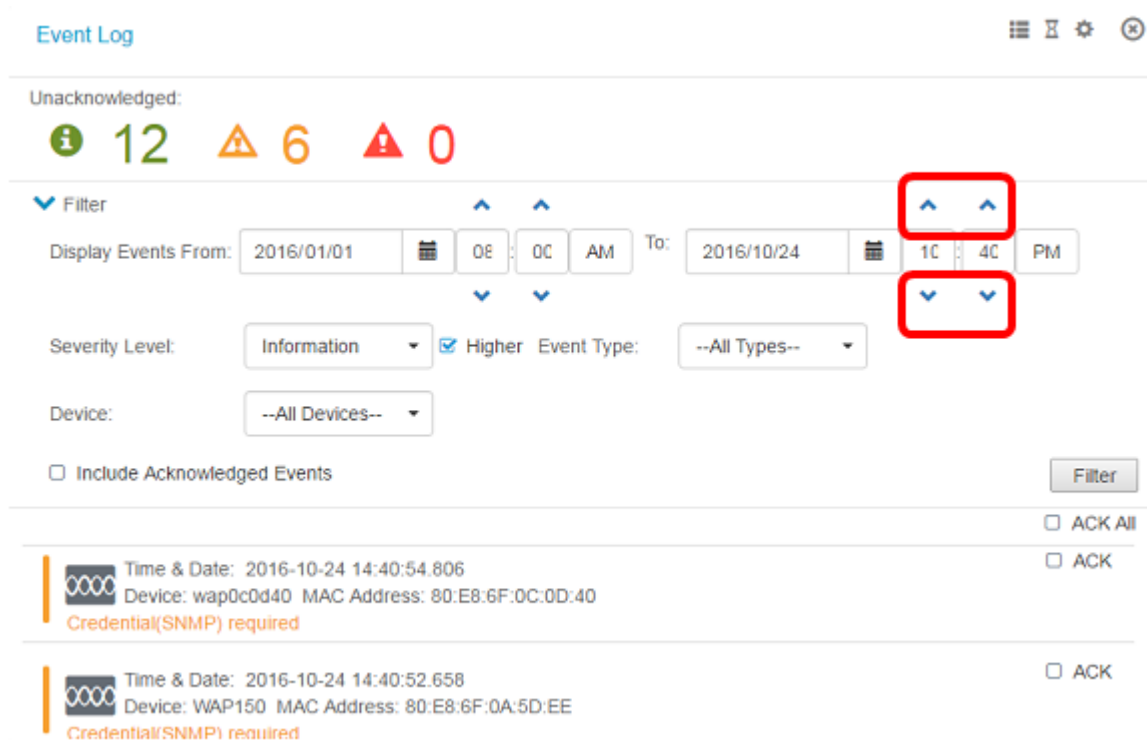 Event Log
Unacknowledged:
12 6 0
Filter
Display Events From: 2016/01/01 08 : 00 AM To: 2016/10/24 10 : 40 PM
Severity Level: Information Higher Event Type: --All Types--
Device: --All Devices--
Include Acknowledged Events
Filter
ACK All
Time & Date: 2016-10-24 14:40:54.806 ACK
Device: wap0c0d40 MAC Address: 80:E8:6F:0C:0D:40
Credential(SNMP) required
Time & Date: 2016-10-24 14:40:52.658 ACK
Device: WAP150 MAC Address: 80:E8:6F:0A:5D:EE
Credential(SNMP) required